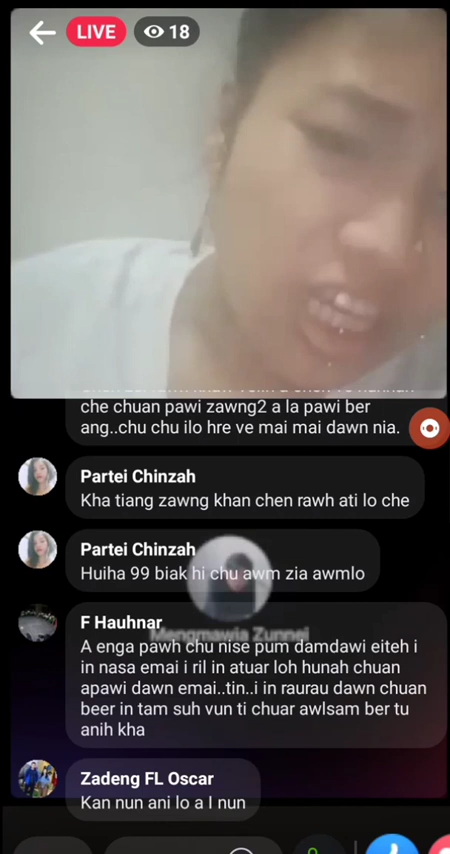 LIVE
18
che chuan pawi zawng2 a la pawi ber
ang..chu chu ilo hre ve mai mai dawn nia.
Partei Chinzah
Kha tiang zawng khan chen rawh ati lo che
Partei Chinzah
Huiha 99 biak hi chu awm zia awmlo
F Hauhnar
Mengmawia Zunnel
A enga pawh chu nise pum damdawi eiteh i
in nasa emai i ril in atuar loh hunah chuan
apawi dawn emai..tin..i in raurau dawn chuan
beer in tam suh vun ti chuar awlsam ber tu
anih kha
Zadeng FL Oscar
Kan nun ani lo a I nun